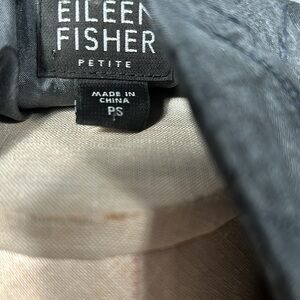 EILEEN
FISHER
PETITE
MADE IN
CHINA
PS